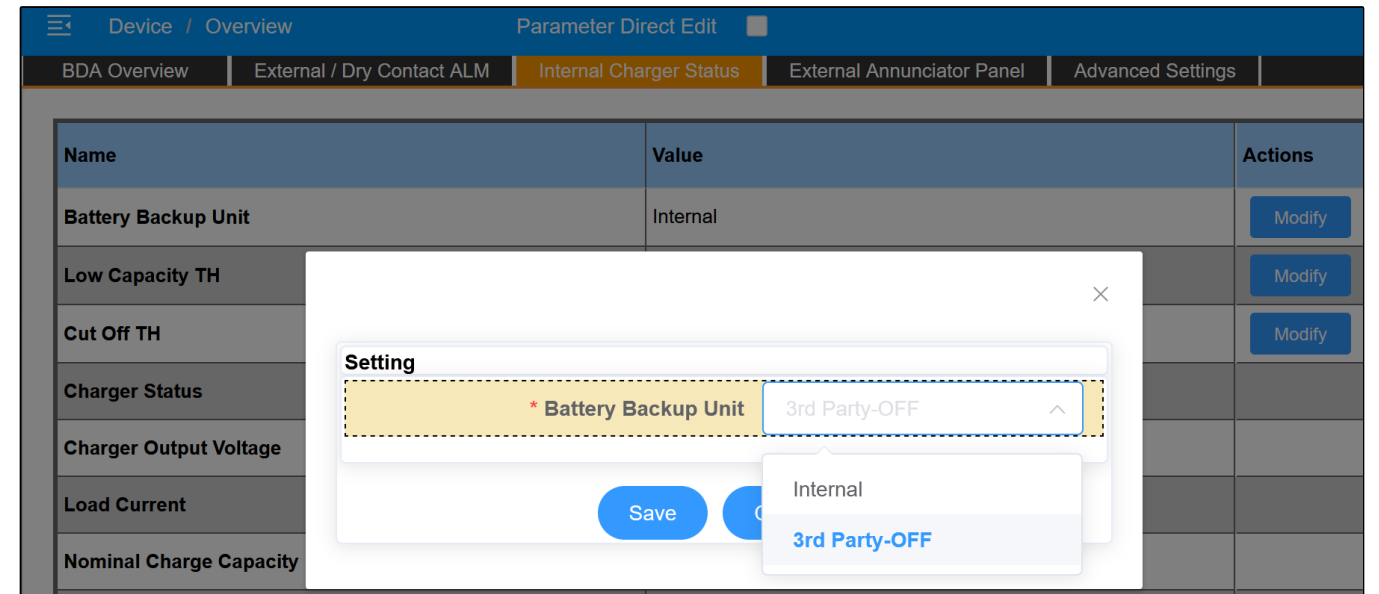 Device / Overview Parameter Direct Edit
BDA Overview External / Dry Contact ALM Internal Charger Status External Annunciator Panel Advanced Settings
Name Value Actions
Battery Backup Unit Internal Modify
Low Capacity TH Modify
Cut Off TH Modify
Setting
Charger Status
* Battery Backup Unit 3rd Party-OFF
Charger Output Voltage
Internal
Load Current
Save
3rd Party-OFF
Nominal Charge Capacity